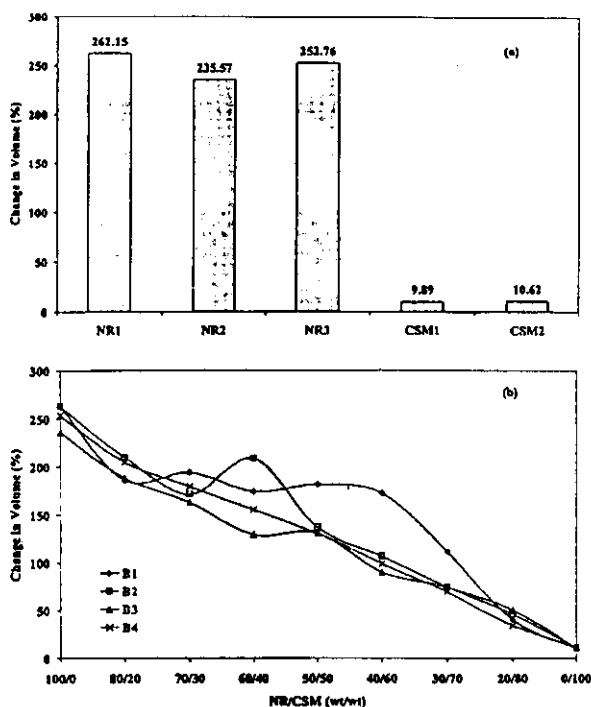 300
250
200
150
100
50
0
Change in Volume (%)
(a)
262.15
235.57
252.76
9.89
10.62
NR1
NR2
NR3
CSM1
CSM2
300
250
200
150
100
50
0
Change in Volume (%)
(b)
B1
B2
B3
B4
100/0
80/20
70/30
60/40
50/50
40/60
30/70
20/80
0/100
NR/CSM (wt/wt)